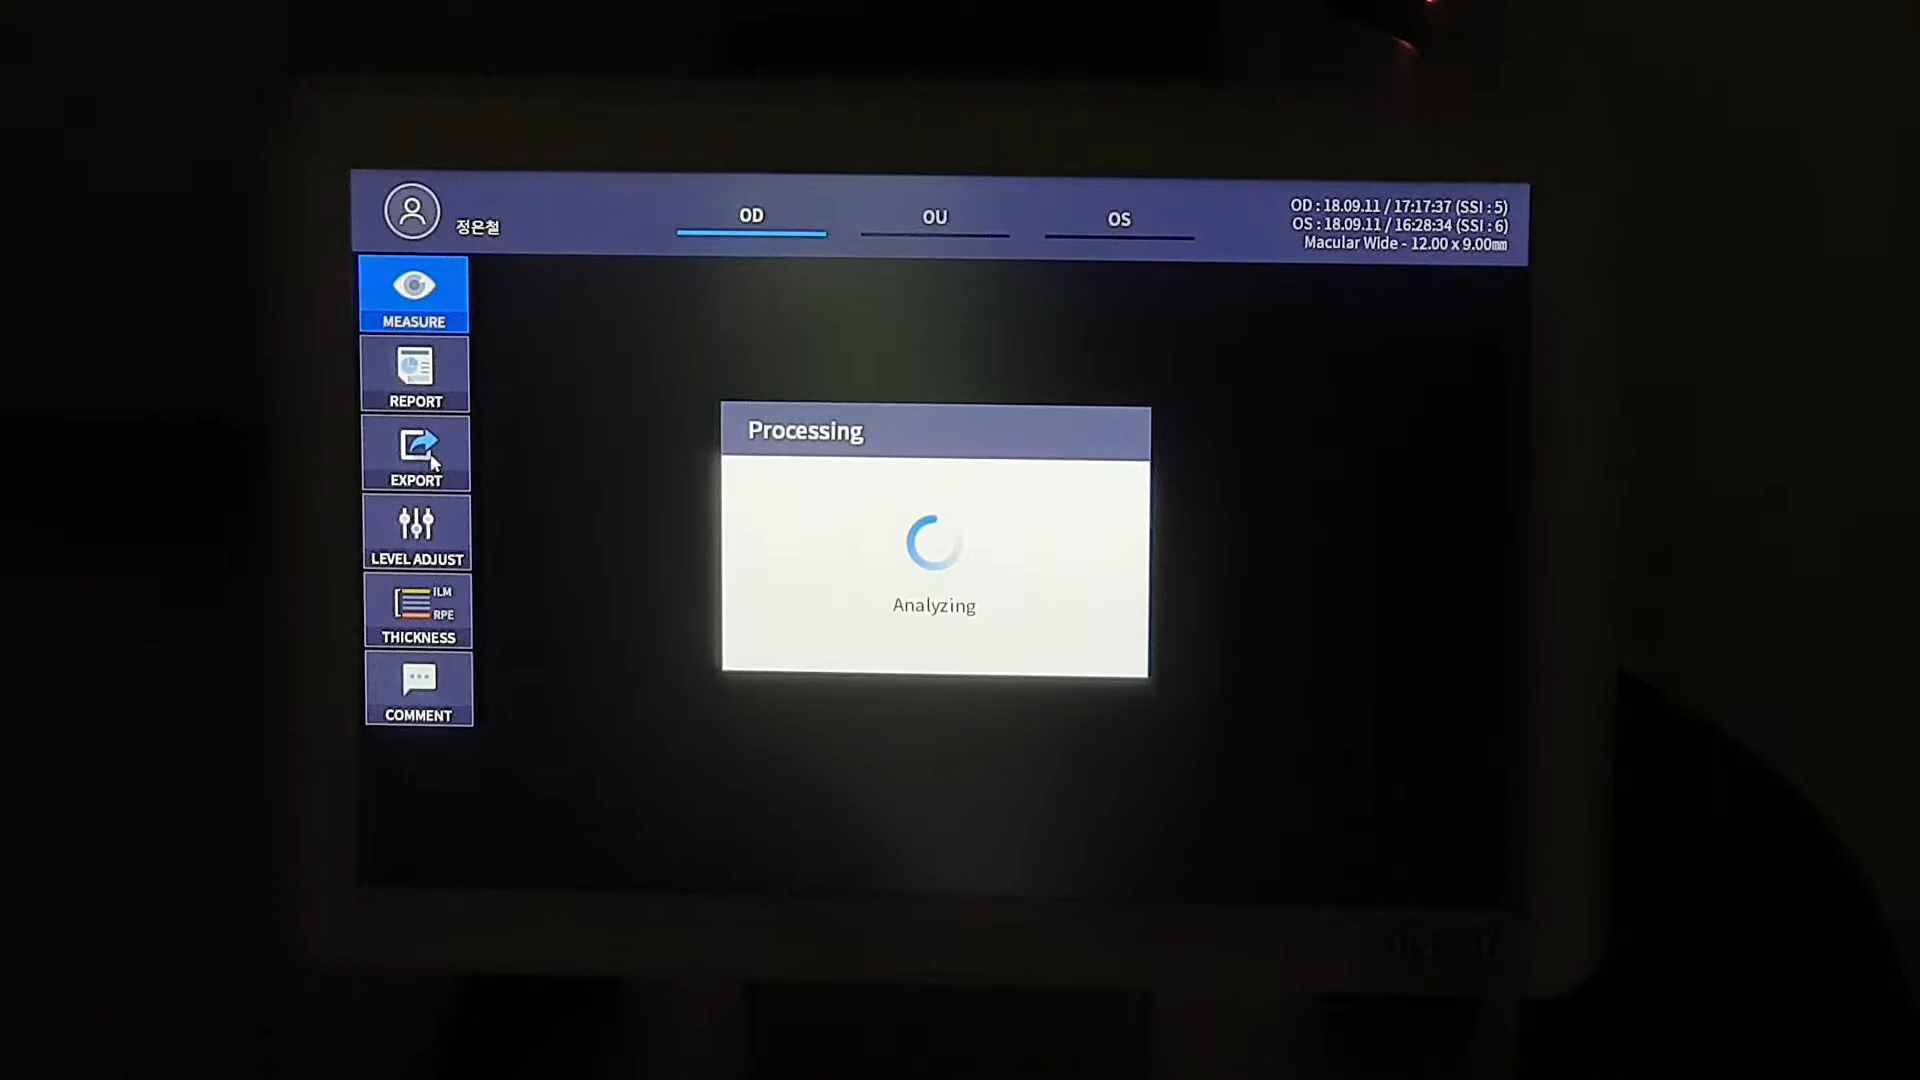 정은철
OD
OU
OS
OD : 18.09.11 / 17:17:37 (SSI : 5)
OS : 18.09.11 / 16:28:34 (SSI : 6)
Macular Wide - 12.00 x 9.00mm
MEASURE
REPORT
EXPORT
LEVEL ADJUST
ILM
RPE
THICKNESS
COMMENT
Processing
Analyzing